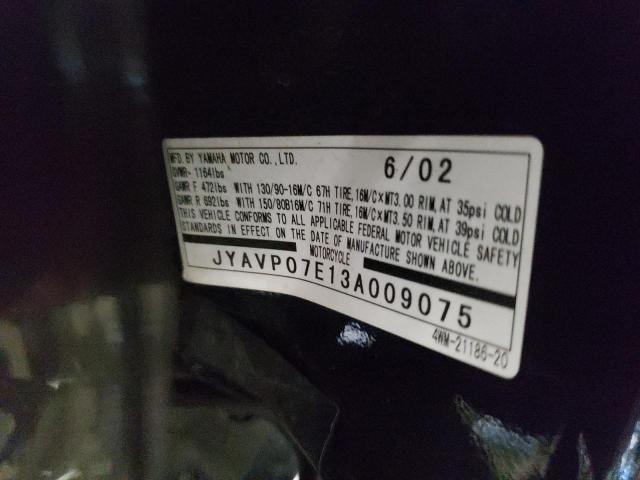 MFD. BY YAMAHA MOTOR CO.,LTD. 6/02
GVWR- 1164lbs
GAWR F 472lbs WITH 130/90-16M/C 67H TIRE,16M/C×MT3.00 RIM,AT 35psi COLD
GAWR R 692lbs WITH 150/80B16M/C 71H TIRE,16M/C×MT3.50 RIM,AT 39psi COLD
THIS VEHICLE CONFORMS TO ALL APPLICABLE FEDERAL MOTOR VEHICLE SAFETY
STANDARDS IN EFFECT ON THE DATE OF MANUFACTURE SHOWN ABOVE.
MOTORCYCLE
JYAVP07E13A009075
4WM-21186-20